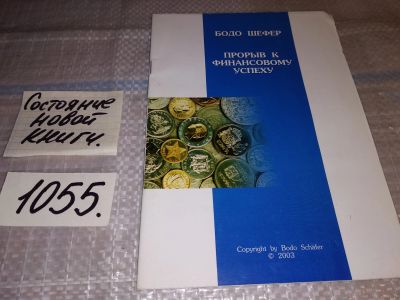 Состояние
новой
книги.
1055.
БОДО ШЕФЕР
ПРОРЫВ К
ФИНАНСОВОМУ
УСПЕХУ
Copyright by Bodo Schäfer
© 2003